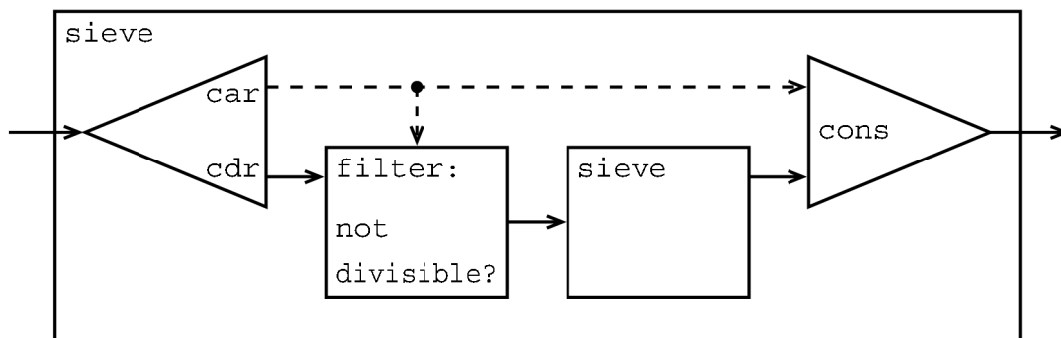 sieve
car
cdr
filter:
not
divisible?
sieve
cons